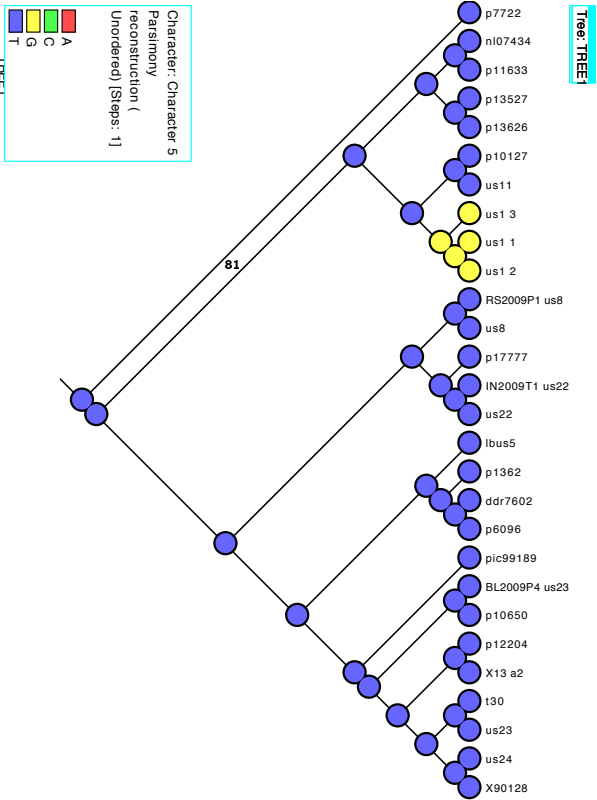 Tree: TREE1
Character: Character 5
Parsimony
reconstruction (
Unordered) [Steps: 1]
A
C
G
T
TREE1
81
p7722
nl07434
p11633
p13527
p13626
p10127
us11
us1 3
us1 1
us1 2
RS2009P1 us8
us8
p17777
IN2009T1 us22
us22
lbus5
p1362
ddr7602
p6096
pic99189
BL2009P4 us23
p10650
p12204
X13 a2
t30
us23
us24
X90128